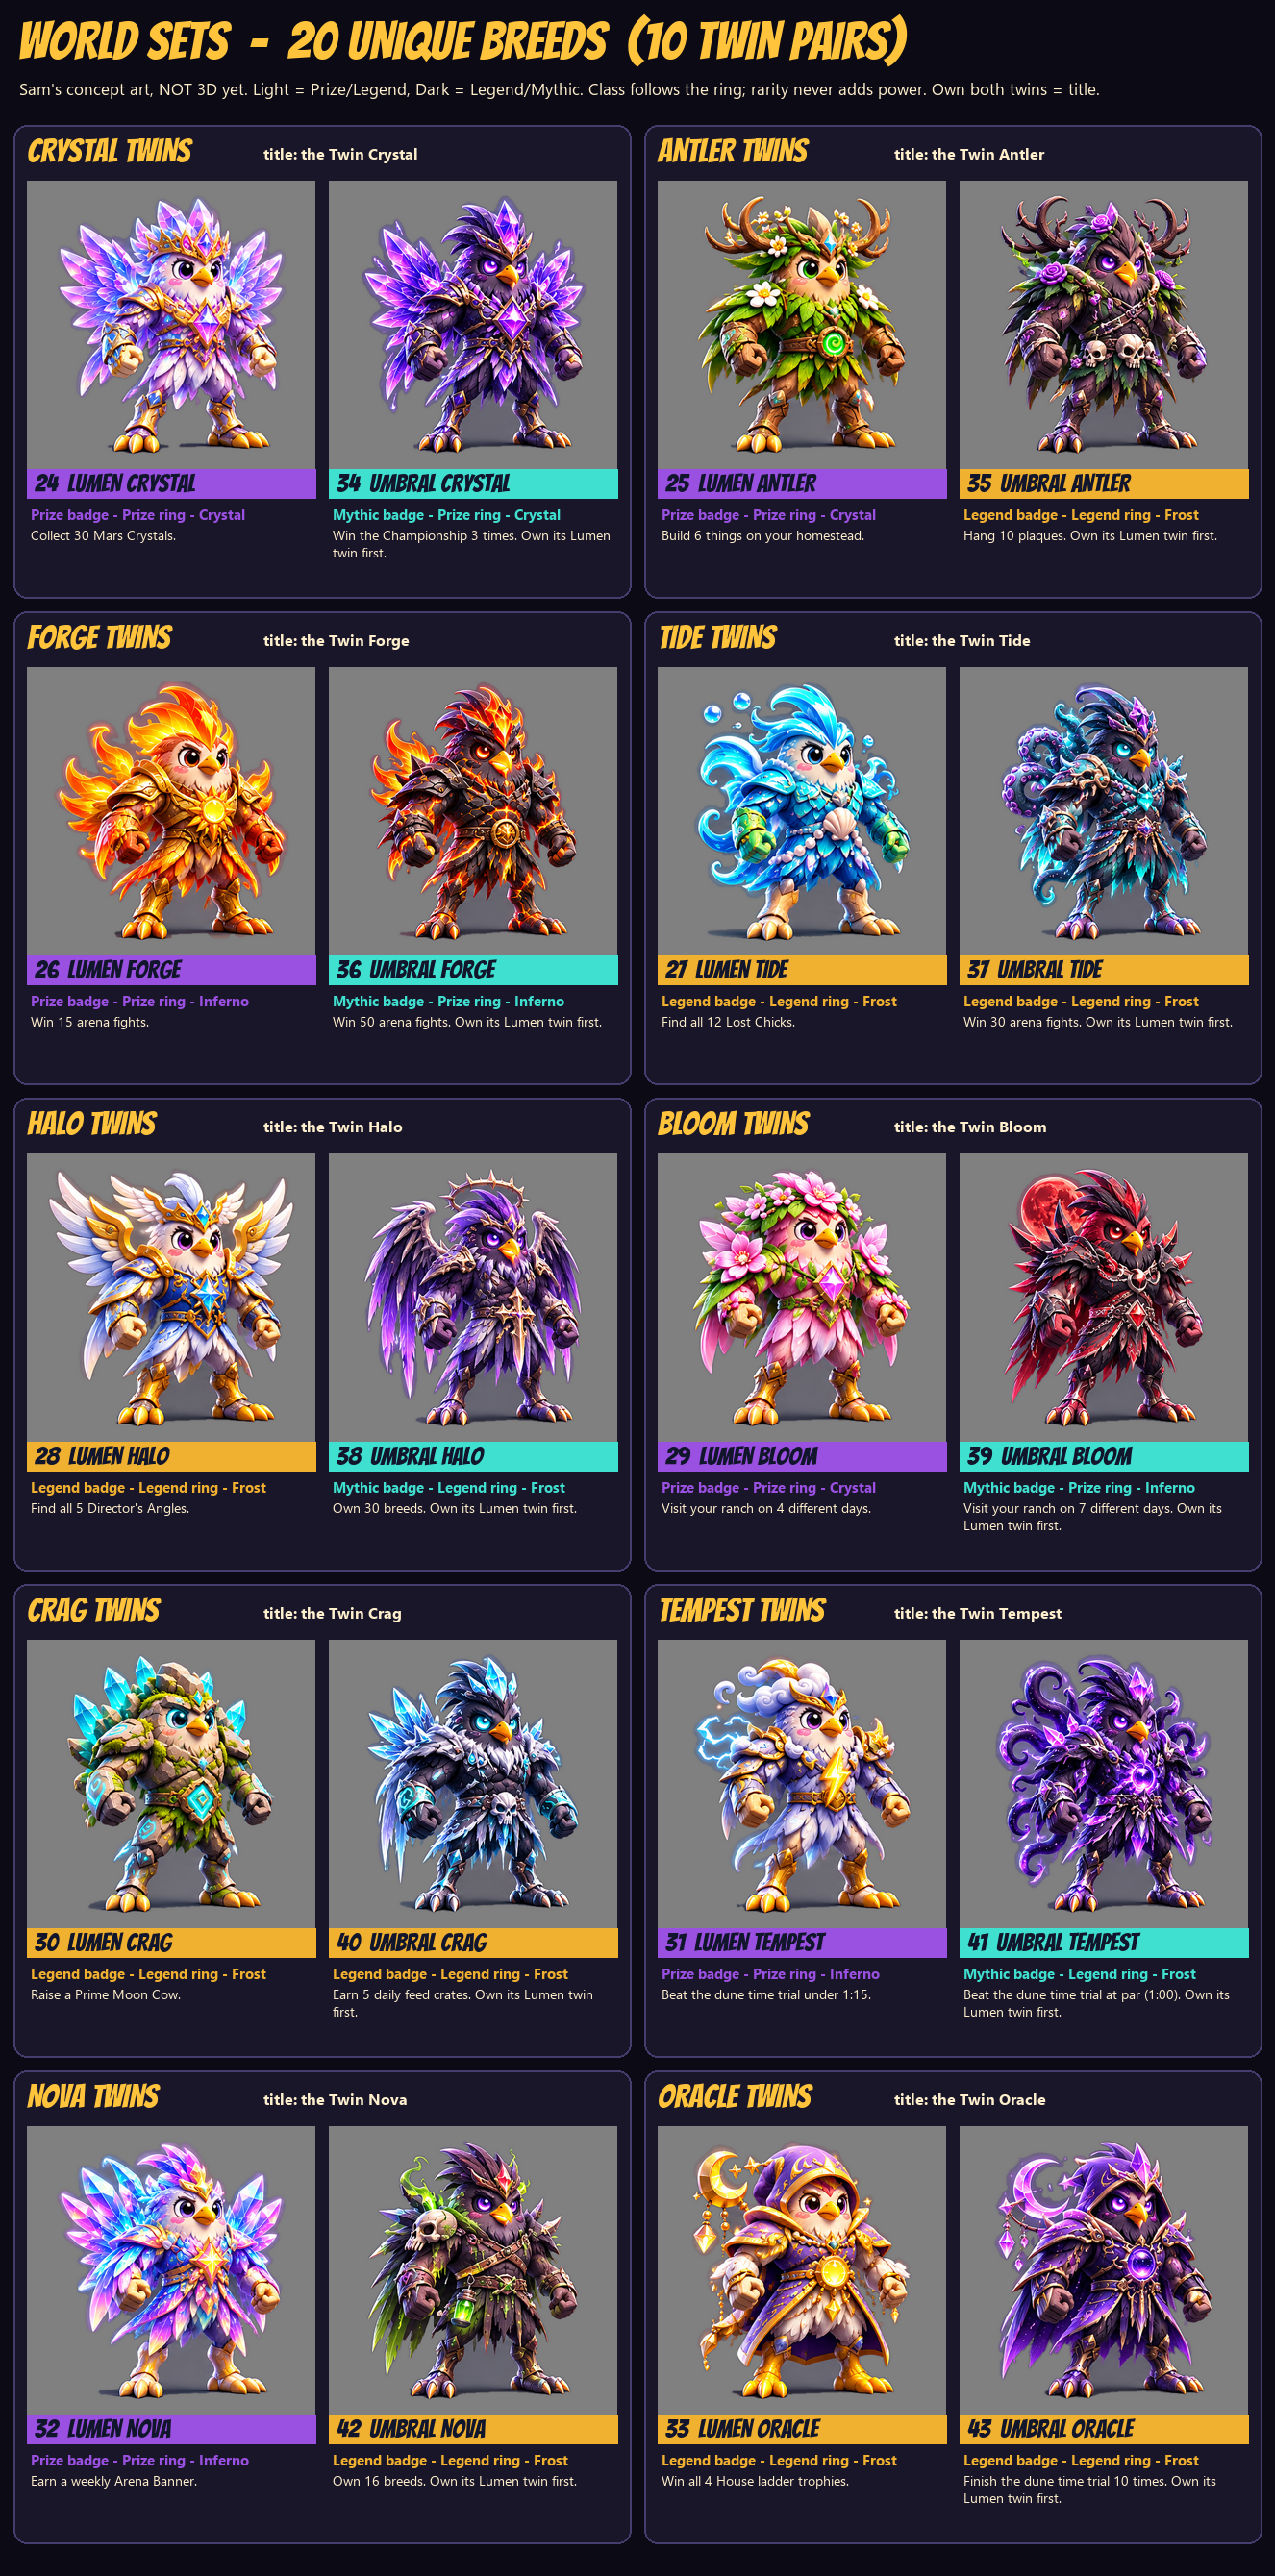 WORLD SETS - 20 UNIQUE BREEDS (10 TWIN PAIRS)
Sam's concept art, NOT 3D yet. Light = Prize/Legend, Dark = Legend/Mythic. Class follows the ring; rarity never adds power. Own both twins = title.
CRYSTAL TWINS
title: the Twin Crystal
24 LUMEN CRYSTAL
Prize badge - Prize ring - Crystal
Collect 30 Mars Crystals.
34 UMBRAL CRYSTAL
Mythic badge - Prize ring - Crystal
Win the Championship 3 times. Own its Lumen
twin first.
ANTLER TWINS
title: the Twin Antler
25 LUMEN ANTLER
Prize badge - Prize ring - Crystal
Build 6 things on your homestead.
35 UMBRAL ANTLER
Legend badge - Legend ring - Frost
Hang 10 plaques. Own its Lumen twin first.
FORGE TWINS
title: the Twin Forge
26 LUMEN FORGE
Prize badge - Prize ring - Inferno
Win 15 arena fights.
36 UMBRAL FORGE
Mythic badge - Prize ring - Inferno
Win 50 arena fights. Own its Lumen twin first.
TIDE TWINS
title: the Twin Tide
27 LUMEN TIDE
Legend badge - Legend ring - Frost
Find all 12 Lost Chicks.
37 UMBRAL TIDE
Legend badge - Legend ring - Frost
Win 30 arena fights. Own its Lumen twin first.
HALO TWINS
title: the Twin Halo
28 LUMEN HALO
Legend badge - Legend ring - Frost
Find all 5 Director's Angles.
38 UMBRAL HALO
Mythic badge - Legend ring - Frost
Own 30 breeds. Own its Lumen twin first.
BLOOM TWINS
title: the Twin Bloom
29 LUMEN BLOOM
Prize badge - Prize ring - Crystal
Visit your ranch on 4 different days.
39 UMBRAL BLOOM
Mythic badge - Prize ring - Inferno
Visit your ranch on 7 different days. Own its
Lumen twin first.
CRAG TWINS
title: the Twin Crag
30 LUMEN CRAG
Legend badge - Legend ring - Frost
Raise a Prime Moon Cow.
40 UMBRAL CRAG
Legend badge - Legend ring - Frost
Earn 5 daily feed crates. Own its Lumen twin
first.
TEMPEST TWINS
title: the Twin Tempest
31 LUMEN TEMPEST
Prize badge - Prize ring - Inferno
Beat the dune time trial under 1:15.
41 UMBRAL TEMPEST
Mythic badge - Legend ring - Frost
Beat the dune time trial at par (1:00). Own its
Lumen twin first.
NOVA TWINS
title: the Twin Nova
32 LUMEN NOVA
Prize badge - Prize ring - Inferno
Earn a weekly Arena Banner.
42 UMBRAL NOVA
Legend badge - Legend ring - Frost
Own 16 breeds. Own its Lumen twin first.
ORACLE TWINS
title: the Twin Oracle
33 LUMEN ORACLE
Legend badge - Legend ring - Frost
Win all 4 House ladder trophies.
43 UMBRAL ORACLE
Legend badge - Legend ring - Frost
Finish the dune time trial 10 times. Own its
Lumen twin first.